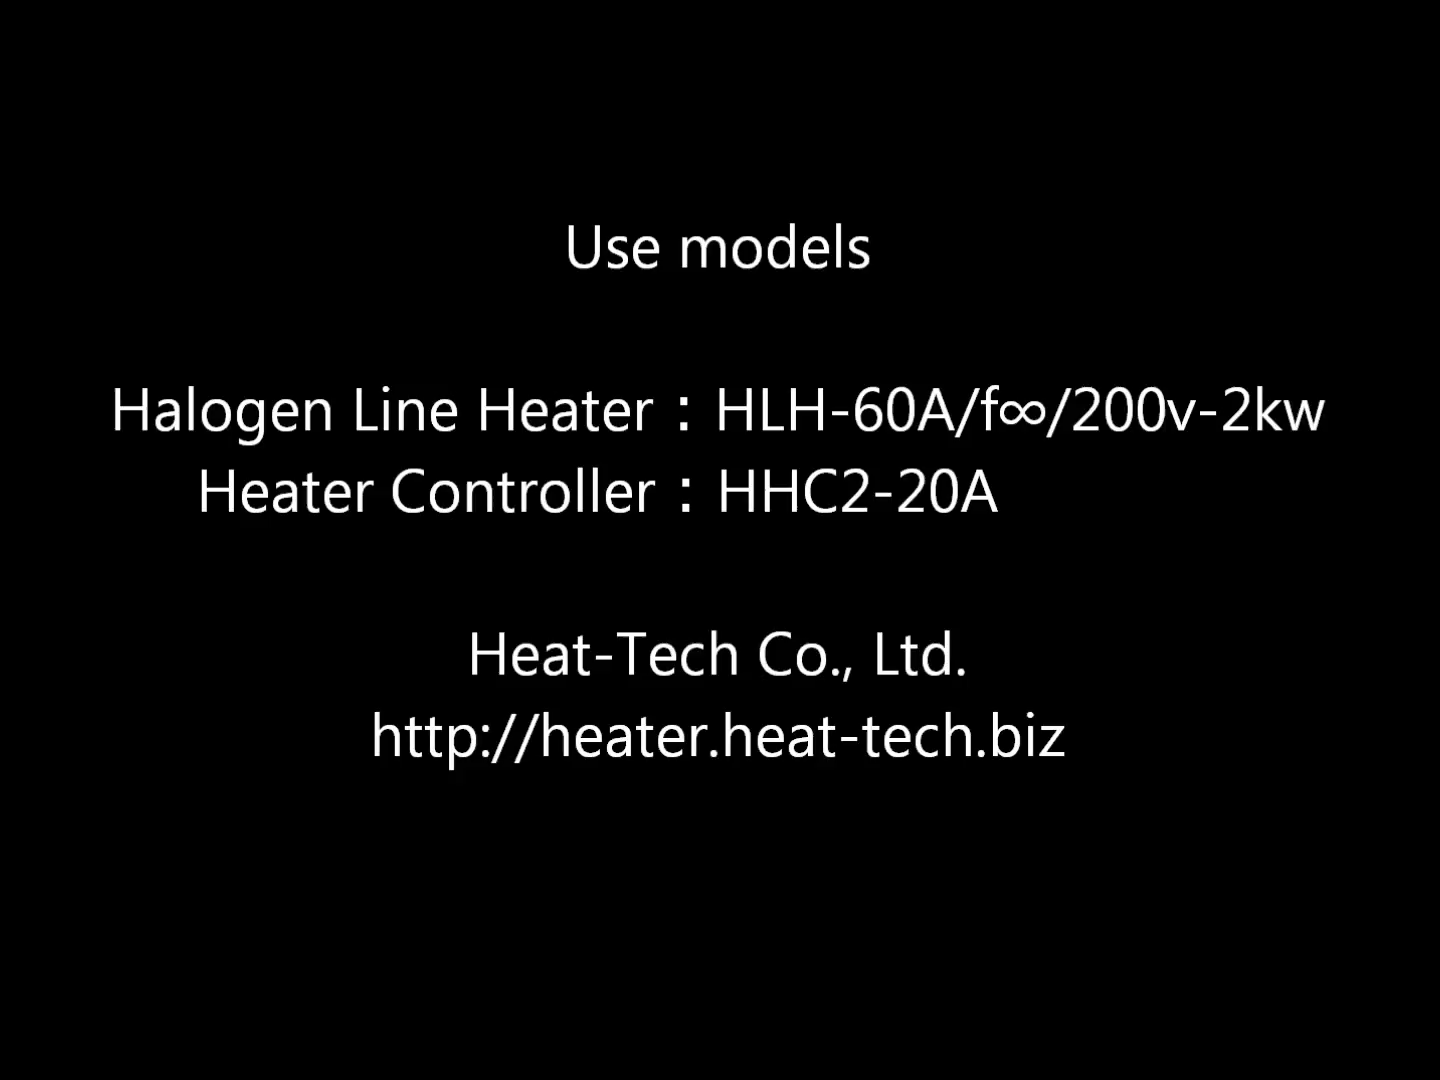 Use models
Halogen Line Heater：HLH-60A/f∞/200v-2kw
Heater Controller：HHC2-20A
Heat-Tech Co., Ltd.
http://heater.heat-tech.biz